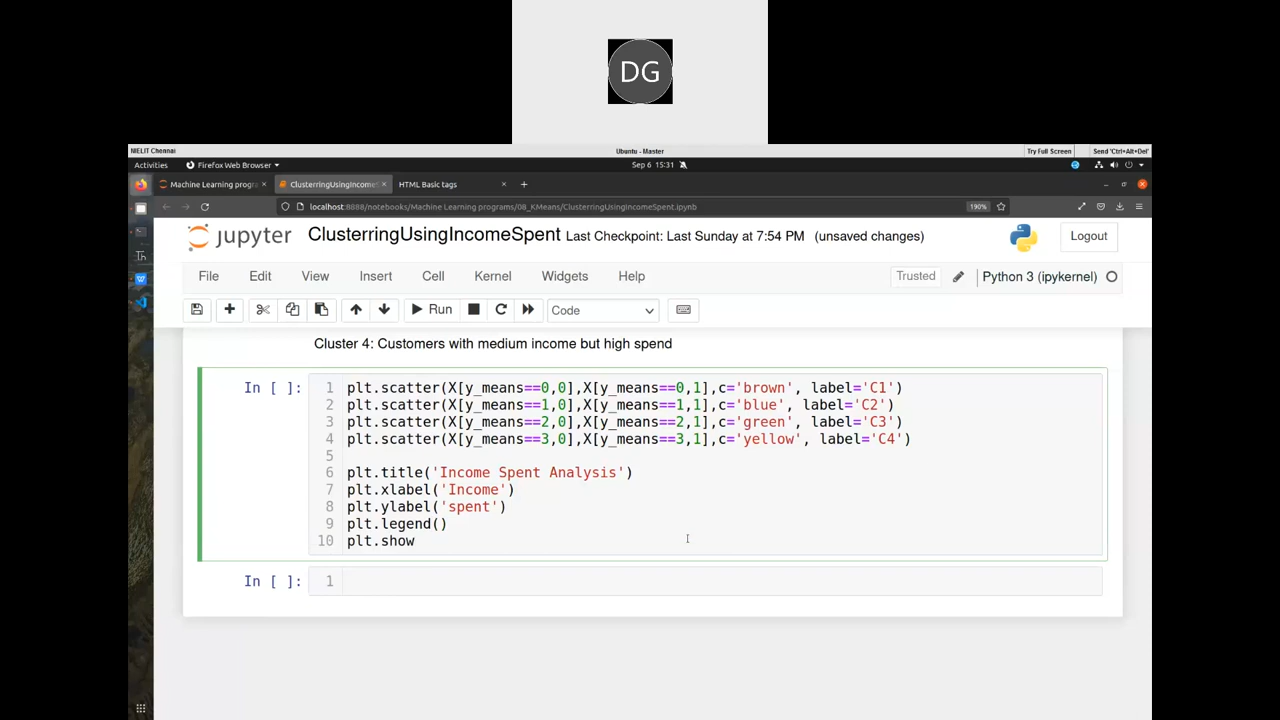 DG
NIELIT Chennai
Ubuntu - Master
Try Full Screen
Send 'Ctrl+Alt+Del'
Activities
Firefox Web Browser
Sep 6 15:31
Machine Learning progra
ClusterringUsingIncomeS
HTML Basic tags
localhost:8888/notebooks/Machine Learning programs/08_KMeans/ClusterringUsingIncomeSpent.ipynb
190%
jupyter
ClusterringUsingIncomeSpent Last Checkpoint: Last Sunday at 7:54 PM (unsaved changes)
Logout
File Edit View Insert Cell Kernel Widgets Help
Trusted
Python 3 (ipykernel)
Run
Code
Cluster 4: Customers with medium income but high spend
In [ ]:
1 plt.scatter(X[y_means==0,0],X[y_means==0,1],c='brown', label='C1')
2 plt.scatter(X[y_means==1,0],X[y_means==1,1],c='blue', label='C2')
3 plt.scatter(X[y_means==2,0],X[y_means==2,1],c='green', label='C3')
4 plt.scatter(X[y_means==3,0],X[y_means==3,1],c='yellow', label='C4')
5
6 plt.title('Income Spent Analysis')
7 plt.xlabel('Income')
8 plt.ylabel('spent')
9 plt.legend()
10 plt.show
In [ ]:
1